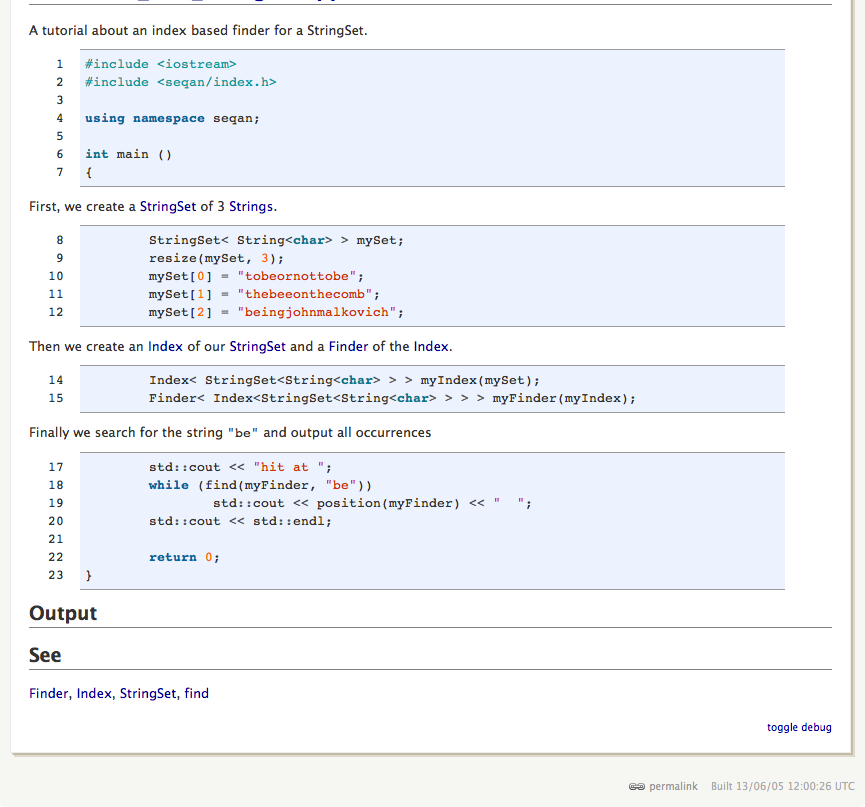 A tutorial about an index based finder for a StringSet.
1 #include <iostream>
2 #include <seqan/index.h>
3
4 using namespace seqan;
5
6 int main ()
7 {
First, we create a StringSet of 3 Strings.
8 StringSet< String<char> > mySet;
9 resize(mySet, 3);
10 mySet[0] = "tobeornottobe";
11 mySet[1] = "thebeeonthecomb";
12 mySet[2] = "beingjohnmalkovich";
Then we create an Index of our StringSet and a Finder of the Index.
14 Index< StringSet<String<char> > > myIndex(mySet);
15 Finder< Index<StringSet<String<char> > > > myFinder(myIndex);
Finally we search for the string "be" and output all occurrences
17 std::cout << "hit at ";
18 while (find(myFinder, "be"))
19 std::cout << position(myFinder) << "  ";
20 std::cout << std::endl;
21
22 return 0;
23 }
Output
See
Finder, Index, StringSet, find
toggle debug
permalink Built 13/06/05 12:00:26 UTC